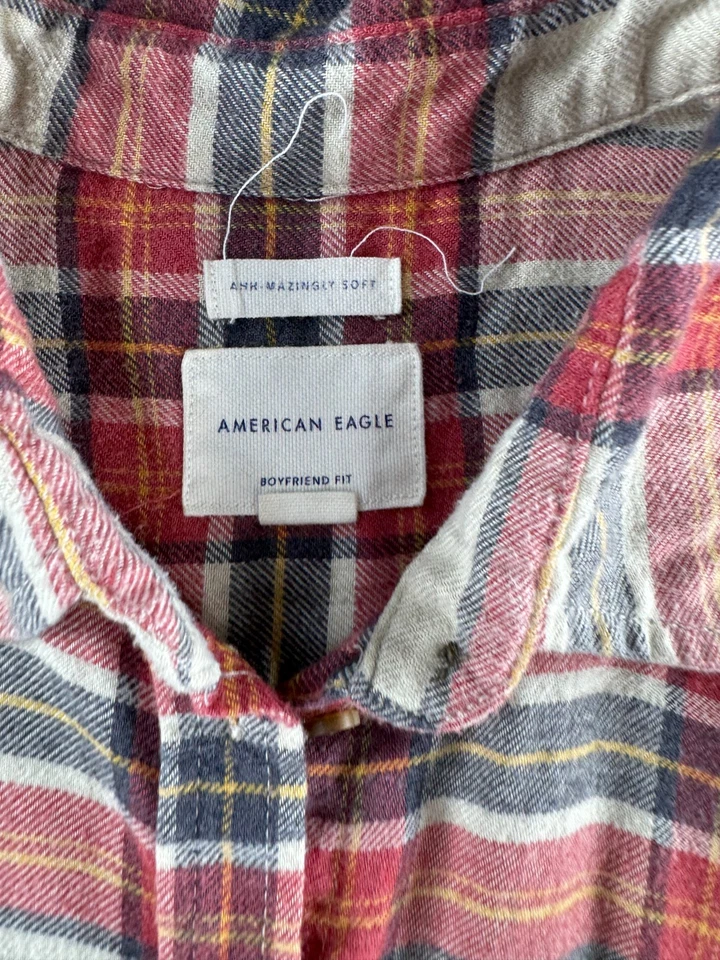 AHH-MAZINGLY SOFT
AMERICAN EAGLE
BOYFRIEND FIT